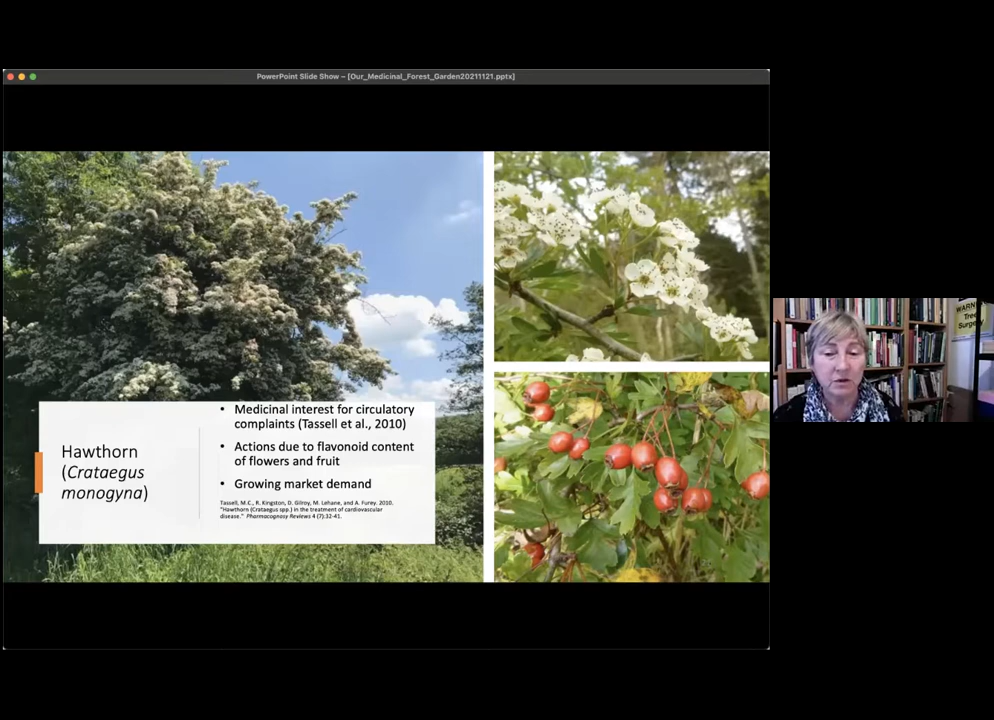 PowerPoint Slide Show – [Our_Medicinal_Forest_Garden20211121.pptx]
Hawthorn
(Crataegus
monogyna)
• Medicinal interest for circulatory
complaints (Tassell et al., 2010)
• Actions due to flavonoid content
of flowers and fruit
• Growing market demand
Tassell, M.C., R. Kingston, D. Gilroy, M. Lehane, and A. Furey. 2010.
"Hawthorn (Crataegus spp.) in the treatment of cardiovascular
disease." Pharmacognosy Reviews 4 (7):32-41.
WARN
Tree
Surge